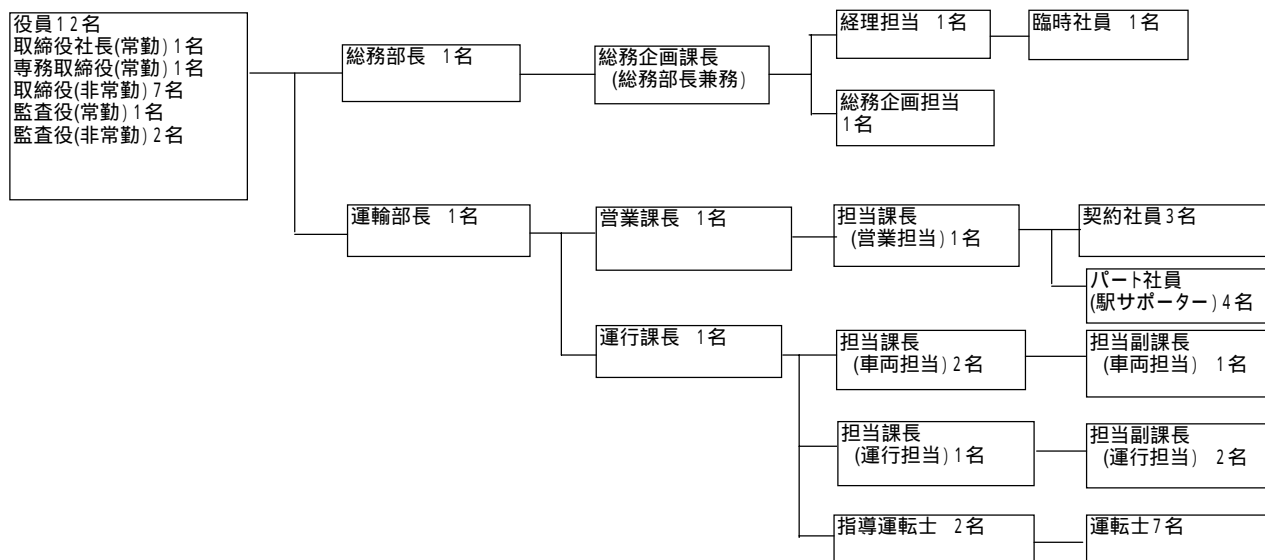 役員12名
取締役社長(常勤)1名
専務取締役(常勤)1名
取締役(非常勤)7名
監査役(常勤)1名
監査役(非常勤)2名
総務部長 1名
総務企画課長
(総務部長兼務)
経理担当 1名
臨時社員 1名
総務企画担当
1名
運輸部長 1名
営業課長 1名
担当課長
(営業担当)1名
契約社員3名
パート社員
(駅サポーター)4名
運行課長 1名
担当課長
(車両担当)2名
担当副課長
(車両担当) 1名
担当課長
(運行担当)1名
担当副課長
(運行担当) 2名
指導運転士 2名
運転士7名